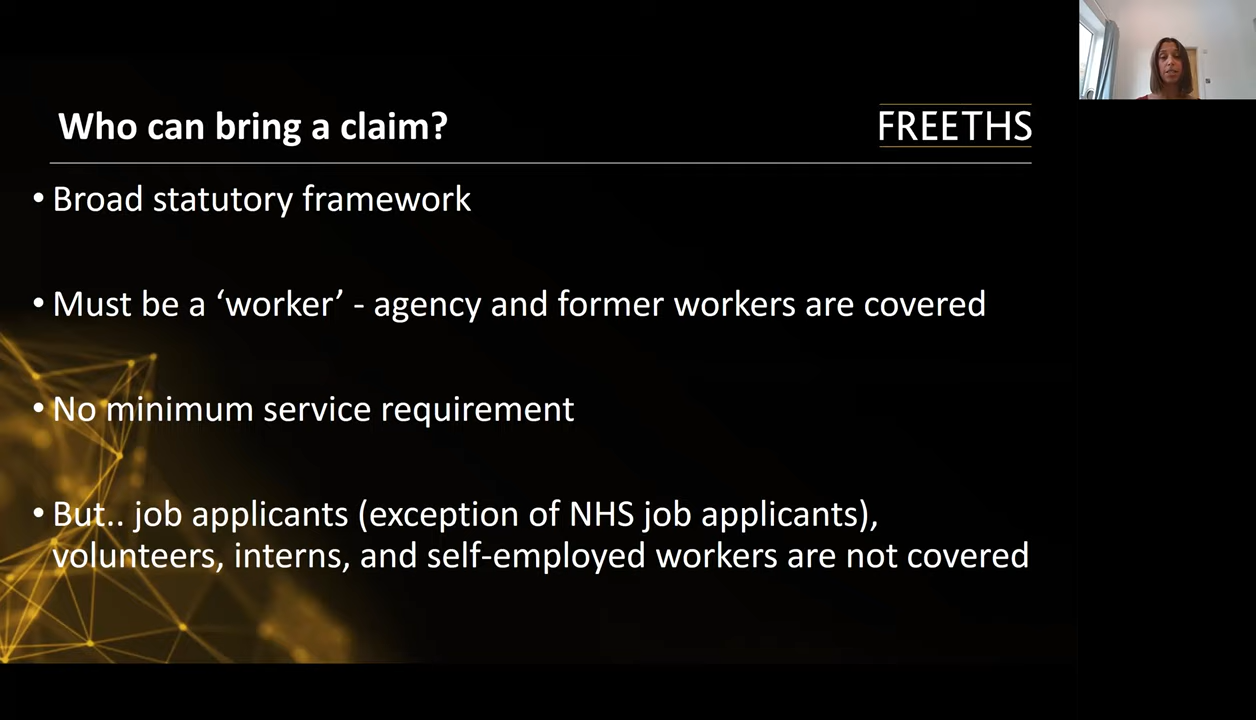 Who can bring a claim?
FREETHS
• Broad statutory framework
• Must be a ‘worker’ - agency and former workers are covered
• No minimum service requirement
• But.. job applicants (exception of NHS job applicants),
volunteers, interns, and self-employed workers are not covered